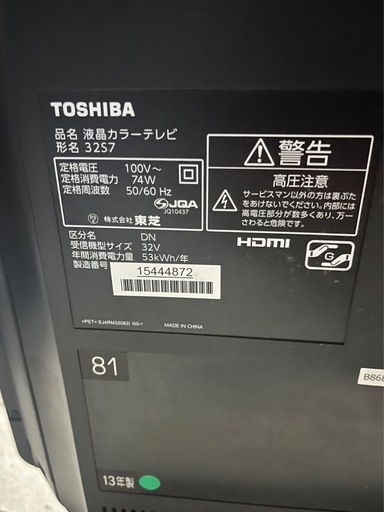 TOSHIBA
品名 液晶カラーテレビ
形名 32S7
定格電圧 100V~
定格消費電力 74W
定格周波数 50/60 Hz
JQA
JQ10437
株式会社 東芝
区分名 DN
受信機型サイズ 32V
年間消費電力量 53kWh/年
製造番号
15444872
>PET< EJ4RM32082I OG-1 MADE IN CHINA
警告
高圧注意
サービスマン以外の方は裏ぶた
をあけないでください。内部には
高電圧部分が数多くあり、万一
さわると危険です。
HDMI
G
81
13年製